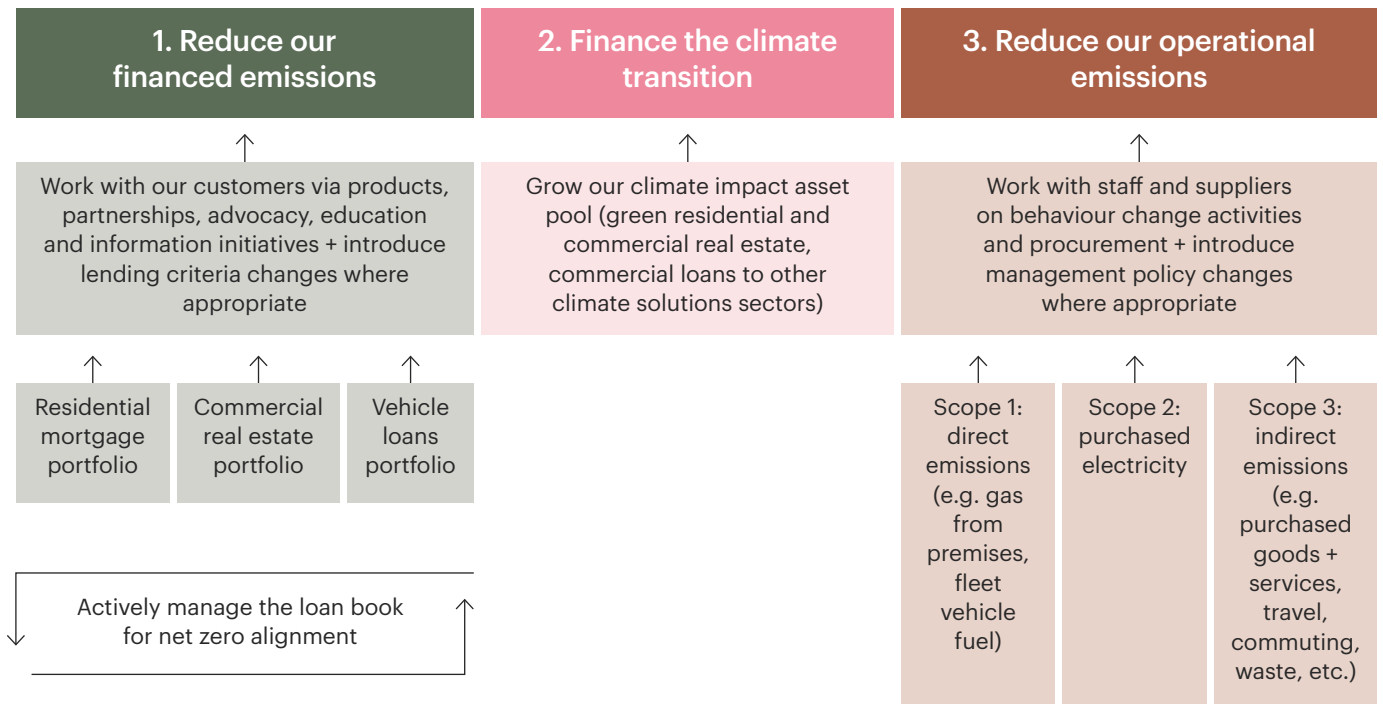 1. Reduce our
financed emissions
2. Finance the climate
transition
3. Reduce our operational
emissions
Work with our customers via products,
partnerships, advocacy, education
and information initiatives + introduce
lending criteria changes where
appropriate
Grow our climate impact asset
pool (green residential and
commercial real estate,
commercial loans to other
climate solutions sectors)
Work with staff and suppliers
on behaviour change activities
and procurement + introduce
management policy changes
where appropriate
Residential
mortgage
portfolio
Commercial
real estate
portfolio
Vehicle
loans
portfolio
Scope 1:
direct
emissions
(e.g. gas
from
premises,
fleet
vehicle
fuel)
Scope 2:
purchased
electricity
Scope 3:
indirect
emissions
(e.g.
purchased
goods +
services,
travel,
commuting,
waste, etc.)
Actively manage the loan book
for net zero alignment